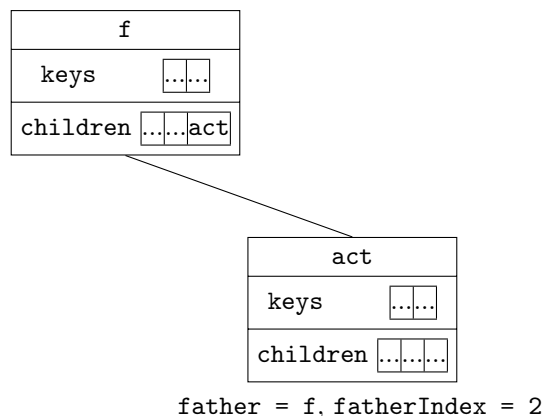 f
keys ... ...
children ... ... act
act
keys ... ...
children ... ... ...
father = f, fatherIndex = 2